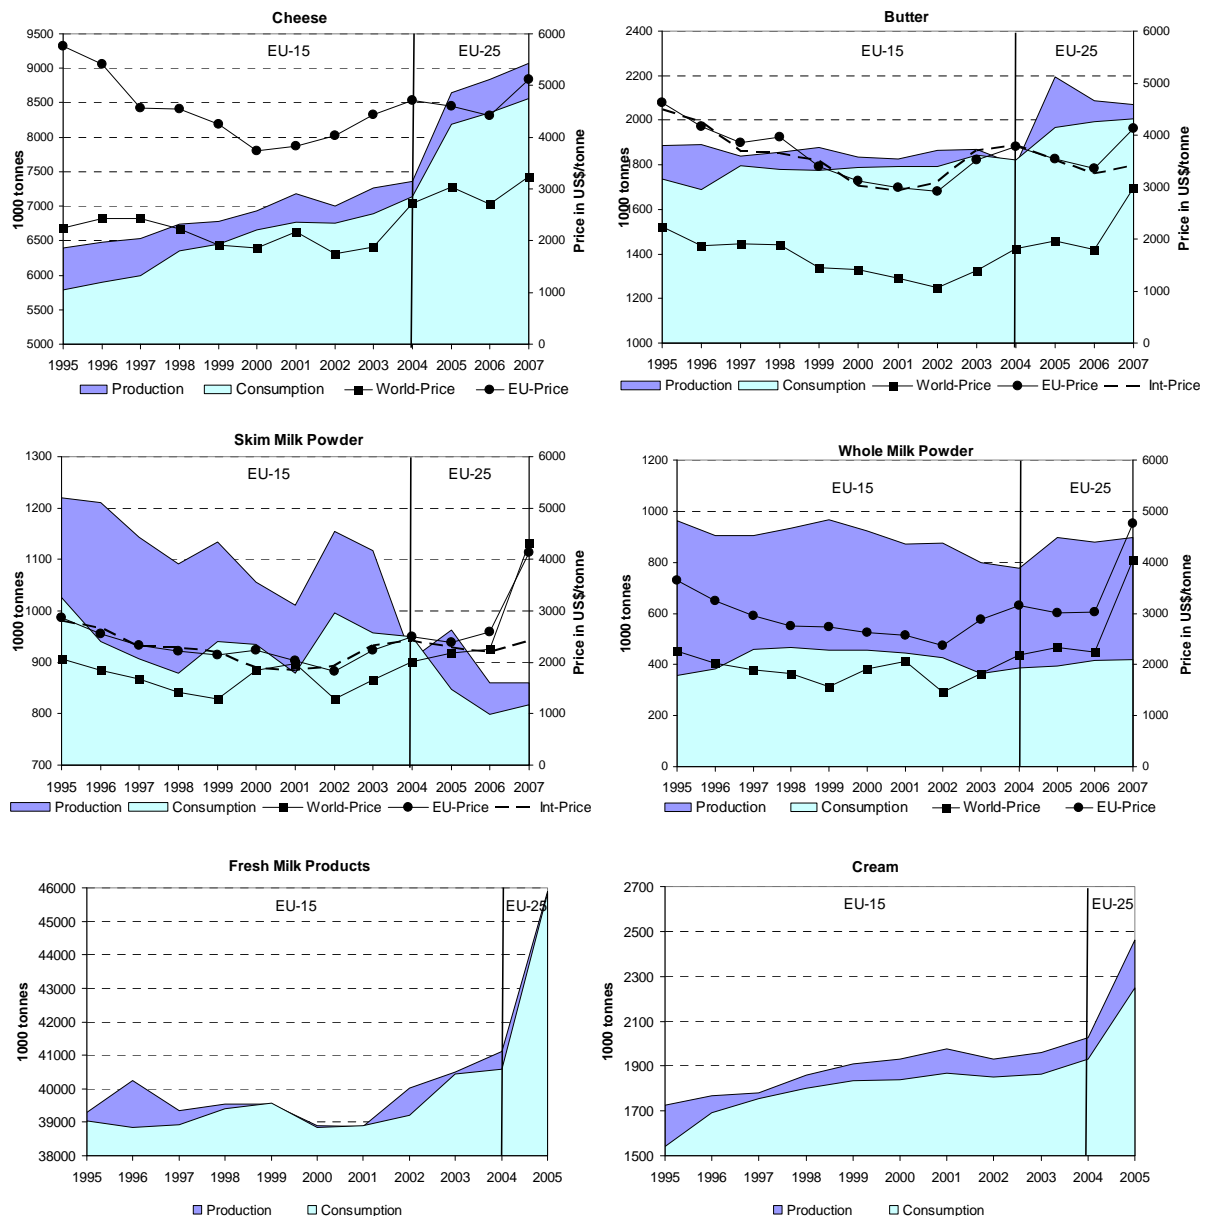 Cheese
9500
9000
8500
8000
7500
7000
6500
6000
5500
5000
1000 tonnes
EU-15
EU-25
6000
5000
4000
3000
2000
1000
0
Price in US$/tonne
1995 1996 1997 1998 1999 2000 2001 2002 2003 2004 2005 2006 2007
Production Consumption World-Price EU-Price
Butter
2400
2200
2000
1800
1600
1400
1200
1000
1000 tonnes
EU-15
EU-25
6000
5000
4000
3000
2000
1000
0
Price in US$/tonne
1995 1996 1997 1998 1999 2000 2001 2002 2003 2004 2005 2006 2007
Production Consumption World-Price EU-Price Int-Price
Skim Milk Powder
1300
1200
1100
1000
900
800
700
1000 tonnes
EU-15
EU-25
6000
5000
4000
3000
2000
1000
0
Price in US$/tonne
1995 1996 1997 1998 1999 2000 2001 2002 2003 2004 2005 2006 2007
Production Consumption World-Price EU-Price Int-Price
Whole Milk Powder
1200
1000
800
600
400
200
0
1000 tonnes
EU-15
EU-25
6000
5000
4000
3000
2000
1000
0
Price in US$/tonne
1995 1996 1997 1998 1999 2000 2001 2002 2003 2004 2005 2006 2007
Production Consumption World-Price EU-Price
Fresh Milk Products
46000
45000
44000
43000
42000
41000
40000
39000
38000
1000 tonnes
EU-15
EU-25
1995 1996 1997 1998 1999 2000 2001 2002 2003 2004 2005
Production Consumption
Cream
2700
2500
2300
2100
1900
1700
1500
1000 tonnes
EU-15
EU-25
1995 1996 1997 1998 1999 2000 2001 2002 2003 2004 2005
Production Consumption